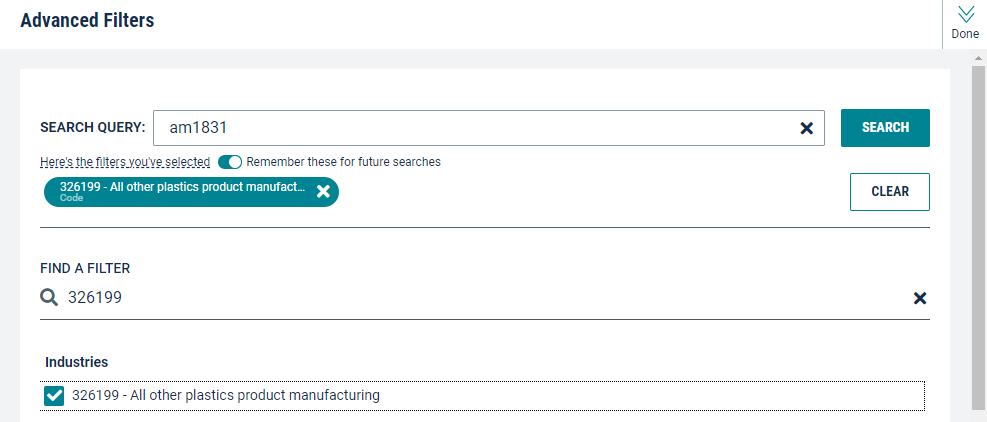 Advanced Filters
Done
SEARCH QUERY: am1831 SEARCH
Here's the filters you've selected Remember these for future searches
326199 - All other plastics product manufact...
Code
CLEAR
FIND A FILTER
326199
Industries
326199 - All other plastics product manufacturing